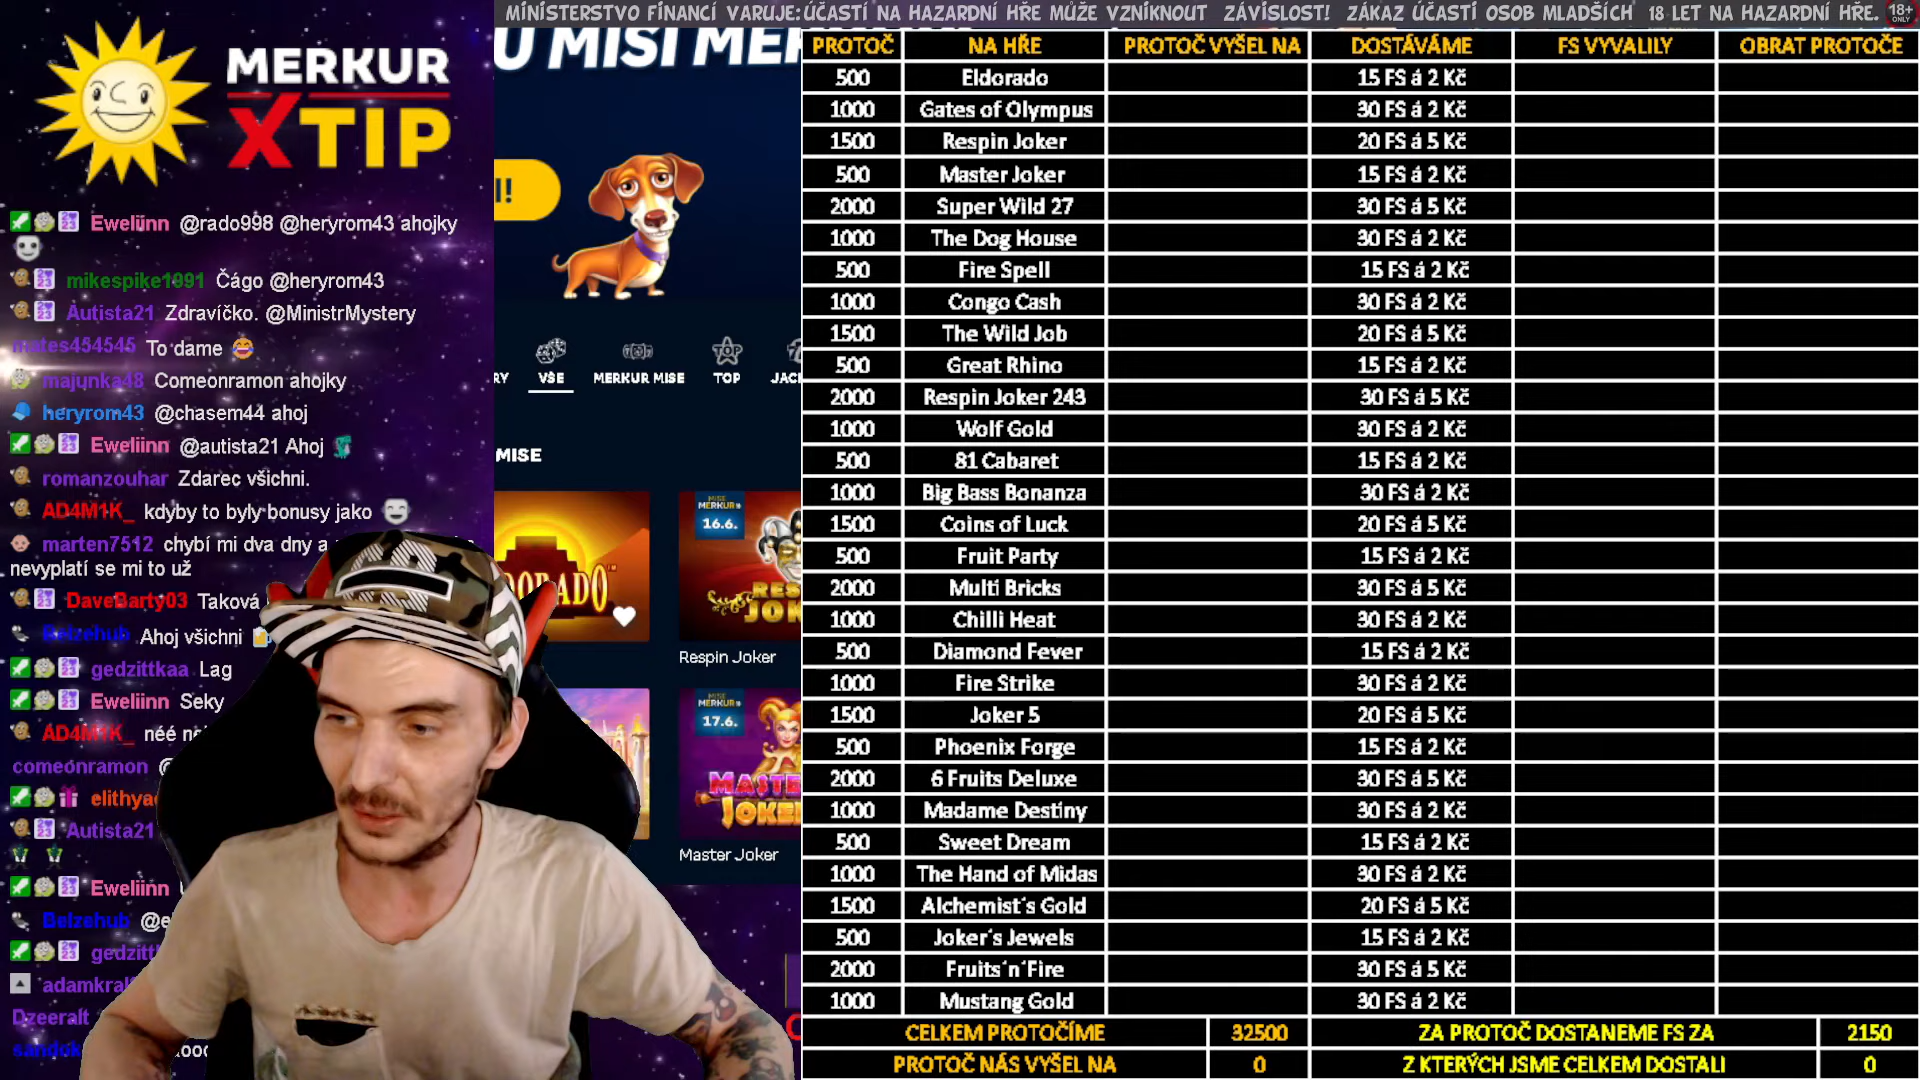 MINISTERSTVO FINANCÍ VARUJE: ÚČASTÍ NA HAZARDNÍ HŘE MŮŽE VZNIKNOUT ZÁVISLOST! ZÁKAZ ÚČASTI OSOB MLADŠÍCH 18 LET NA HAZARDNÍ HŘE.
18+ ONLY
MERKUR
XTIP
Eweliinn @rado998 @heryrom43 ahojky
mikespike1991 Čágo @heryrom43
Autista21 Zdravíčko. @MinistrMystery
mates454545 To dame
majunka48 Comeonramon ahojky
heryrom43 @chasem44 ahoj
Eweliinn @autista21 Ahoj
romanzouhar Zdarec všichni.
AD4M1K_ kdyby to byly bonusy jako
marten7512 chybí mi dva dny a
nevyplatí se mi to už
DaveBarty03 Taková
Belzehub Ahoj všichni
gedzittkaa Lag
Eweliinn Seky
AD4M1K_ néé
comeonramon @
Autista21
Eweliinn
Belzehub
U MISI
VŠE
MERKUR MISE
TOP
MISE
MISE
MERKUR
16.6.
Respin Joker
MISE
MERKUR
17.6.
Master Joker
PROTOČ NA HŘE PROTOČ VYŠEL NA DOSTÁVÁME FS VYVALILY OBRAT PROTOČE
500 Eldorado 15 FS á 2 Kč
1000 Gates of Olympus 30 FS á 2 Kč
1500 Respin Joker 20 FS á 5 Kč
500 Master Joker 15 FS á 2 Kč
2000 Super Wild 27 30 FS á 5 Kč
1000 The Dog House 30 FS á 2 Kč
500 Fire Spell 15 FS á 2 Kč
1000 Congo Cash 30 FS á 2 Kč
1500 The Wild Job 20 FS á 5 Kč
500 Great Rhino 15 FS á 2 Kč
2000 Respin Joker 243 30 FS á 5 Kč
1000 Wolf Gold 30 FS á 2 Kč
500 81 Cabaret 15 FS á 2 Kč
1000 Big Bass Bonanza 30 FS á 2 Kč
1500 Coins of Luck 20 FS á 5 Kč
500 Fruit Party 15 FS á 2 Kč
2000 Multi Bricks 30 FS á 5 Kč
1000 Chilli Heat 30 FS á 2 Kč
500 Diamond Fever 15 FS á 2 Kč
1000 Fire Strike 30 FS á 2 Kč
1500 Joker 5 20 FS á 5 Kč
500 Phoenix Forge 15 FS á 2 Kč
2000 6 Fruits Deluxe 30 FS á 5 Kč
1000 Madame Destiny 30 FS á 2 Kč
500 Sweet Dream 15 FS á 2 Kč
1000 The Hand of Midas 30 FS á 2 Kč
1500 Alchemist´s Gold 20 FS á 5 Kč
500 Joker´s Jewels 15 FS á 2 Kč
2000 Fruits´n´Fire 30 FS á 5 Kč
1000 Mustang Gold 30 FS á 2 Kč
CELKEM PROTOČÍME 32500 ZA PROTOČ DOSTANEME FS ZA 2150
PROTOČ NÁS VYŠEL NA 0 Z KTERÝCH JSME CELKEM DOSTALI 0